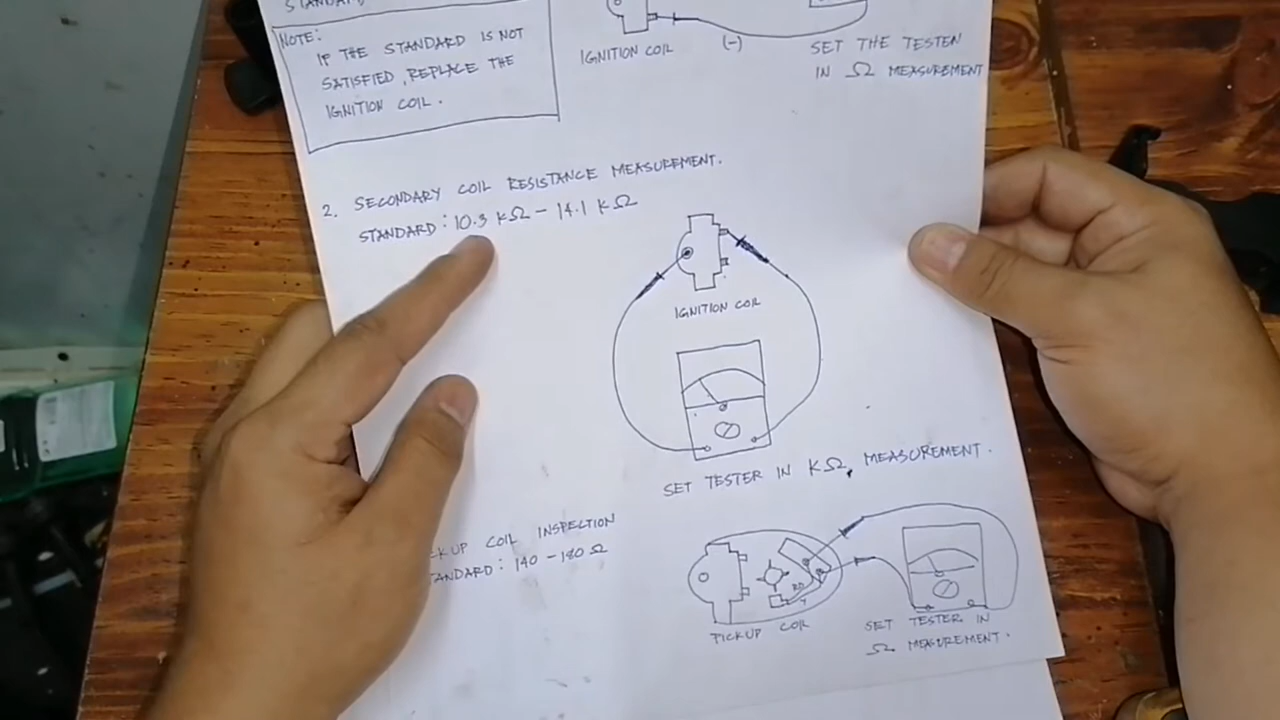 NOTE:
IF THE STANDARD IS NOT
SATISFIED, REPLACE THE
IGNITION COIL.
IGNITION COIL
(-)
SET THE TESTER
IN Ω MEASUREMENT
2. SECONDARY COIL RESISTANCE MEASUREMENT.
STANDARD: 10.3 KΩ - 14.1 KΩ
IGNITION COIL
SET TESTER IN KΩ, MEASUREMENT.
COIL INSPECTION
140 - 180 Ω
PICKUP COIL
SET TESTER IN
Ω MEASUREMENT.